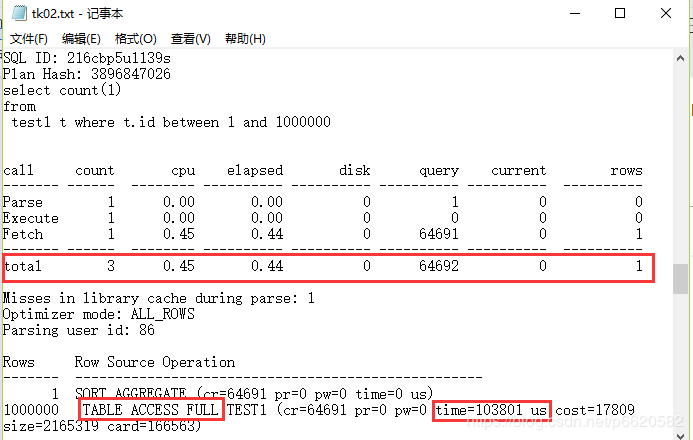 tk02.txt - 记事本
文件(F) 编辑(E) 格式(O) 查看(V) 帮助(H)
SQL ID: 216cbp5u1139s
Plan Hash: 3896847026
select count(1)
from
test1 t where t.id between 1 and 1000000
call count cpu elapsed disk query current rows
------- ------ -------- ---------- ---------- ---------- ---------- ----------
Parse 1 0.00 0.00 0 1 0 0
Execute 1 0.00 0.00 0 0 0 0
Fetch 1 0.45 0.44 0 64691 0 1
------- ------ -------- ---------- ---------- ---------- ---------- ----------
total 3 0.45 0.44 0 64692 0 1
Misses in library cache during parse: 1
Optimizer mode: ALL_ROWS
Parsing user id: 86
Rows Row Source Operation
------- ---------------------------------------------------
1 SORT AGGREGATE (cr=64691 pr=0 pw=0 time=0 us)
1000000 TABLE ACCESS FULL TEST1 (cr=64691 pr=0 pw=0 time=103801 us cost=17809
size=2165319 card=166563)
https://blog.csdn.net/p6620582